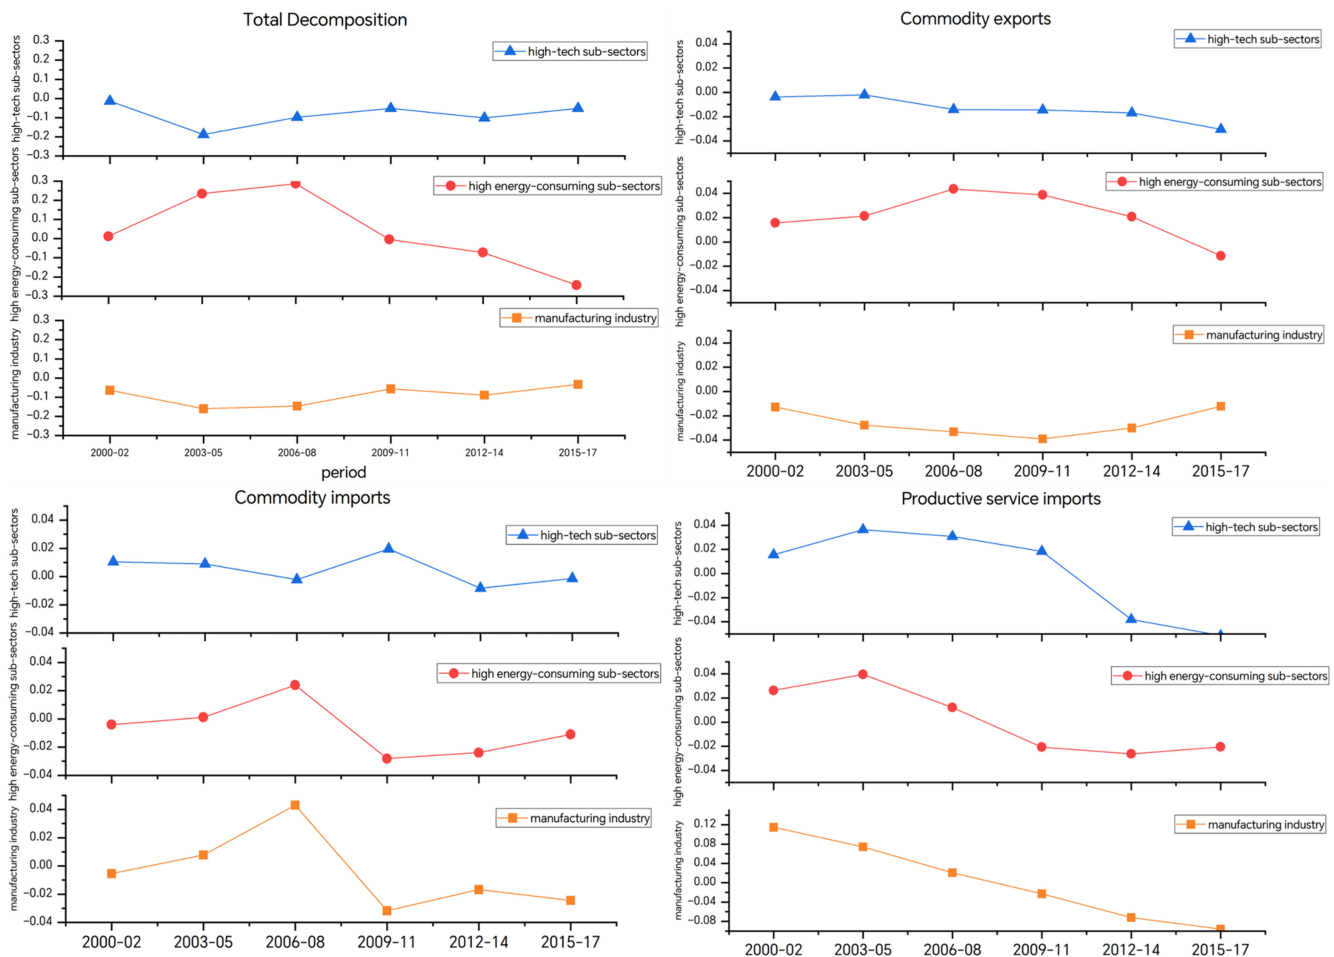 Total Decomposition
high-tech sub-sectors
0.3
0.2
0.1
0.0
−0.1
−0.2
−0.3
high-tech sub-sectors
high energy-consuming sub-sectors
0.3
0.2
0.1
0.0
−0.1
−0.2
−0.3
high energy-consuming sub-sectors
manufacturing industry
0.3
0.2
0.1
0.0
−0.1
−0.2
−0.3
manufacturing industry
2000-02 2003-05 2006-08 2009-11 2012-14 2015-17
period
Commodity exports
high-tech sub-sectors
0.04
0.02
0.00
−0.02
−0.04
high-tech sub-sectors
high energy-consuming sub-sectors
0.04
0.02
0.00
−0.02
−0.04
high energy-consuming sub-sectors
manufacturing industry
0.04
0.02
0.00
−0.02
−0.04
manufacturing industry
2000-02 2003-05 2006-08 2009-11 2012-14 2015-17
Commodity imports
high-tech sub-sectors
0.04
0.02
0.00
−0.02
−0.04
high-tech sub-sectors
high energy-consuming sub-sectors
0.04
0.02
0.00
−0.02
−0.04
high energy-consuming sub-sectors
manufacturing industry
0.04
0.02
0.00
−0.02
−0.04
manufacturing industry
2000-02 2003-05 2006-08 2009-11 2012-14 2015-17
Productive service imports
high-tech sub-sectors
0.04
0.02
0.00
−0.02
−0.04
high-tech sub-sectors
high energy-consuming sub-sectors
0.04
0.02
0.00
−0.02
−0.04
high energy-consuming sub-sectors
manufacturing industry
0.12
0.08
0.04
0.00
−0.04
−0.08
manufacturing industry
2000-02 2003-05 2006-08 2009-11 2012-14 2015-17